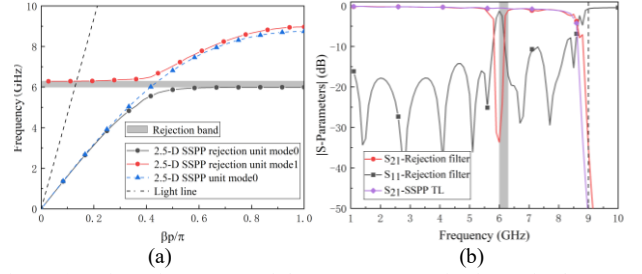 10
8
6
4
2
0
Frequency (GHz)
Rejection band
2.5-D SSPP rejection unit mode0
2.5-D SSPP rejection unit mode1
2.5-D SSPP unit mode0
Light line
0 0.2 0.4 0.6 0.8 1.0
βp/π
(a)
0
-10
-20
-30
-40
-50
|S-Parameters| (dB)
S21-Rejection filter
S11-Rejection filter
S21-SSPP TL
1 2 3 4 5 6 7 8 9 10
Frequency (GHz)
(b)